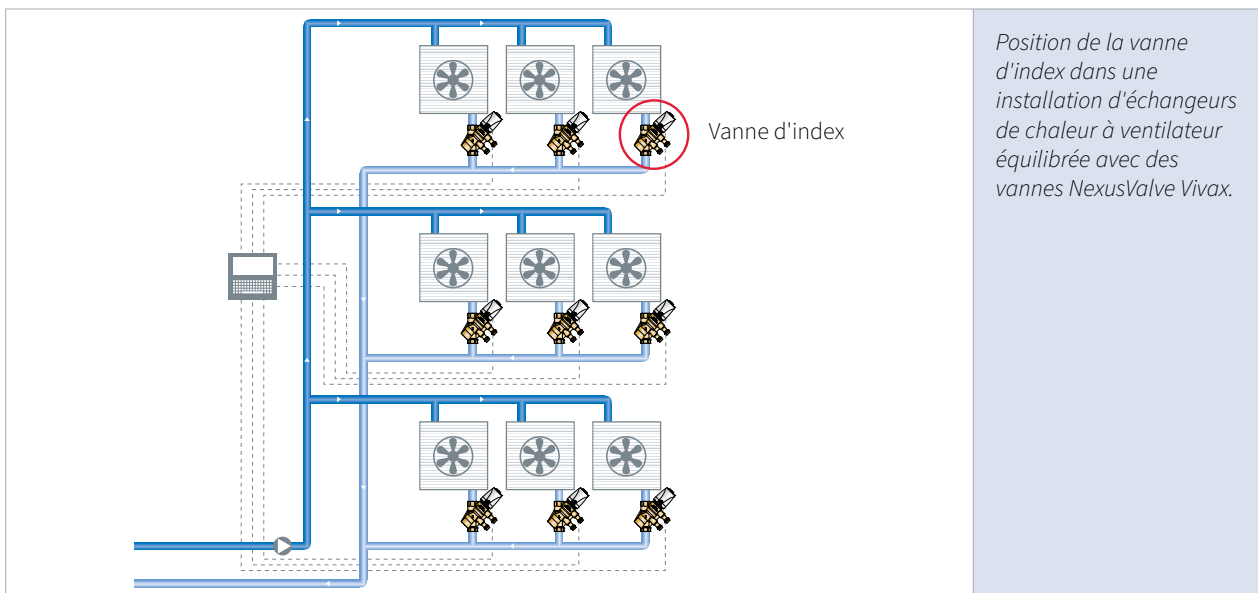 Vanne d'index
Position de la vanne
d'index dans une
installation d'échangeurs
de chaleur à ventilateur
équilibrée avec des
vannes NexusValve Vivax.